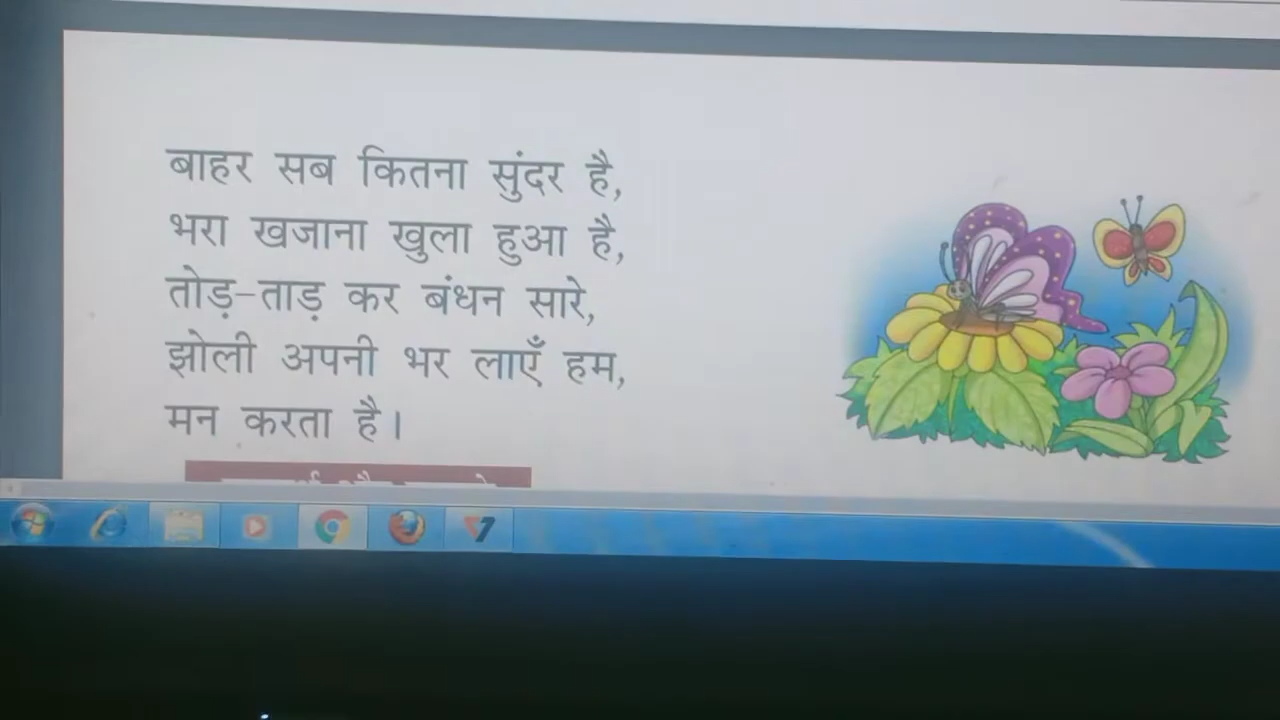 बाहर सब कितना सुंदर है,
भरा खजाना खुला हुआ है,
तोड़-ताड़ कर बंधन सारे,
झोली अपनी भर लाएँ हम,
मन करता है।